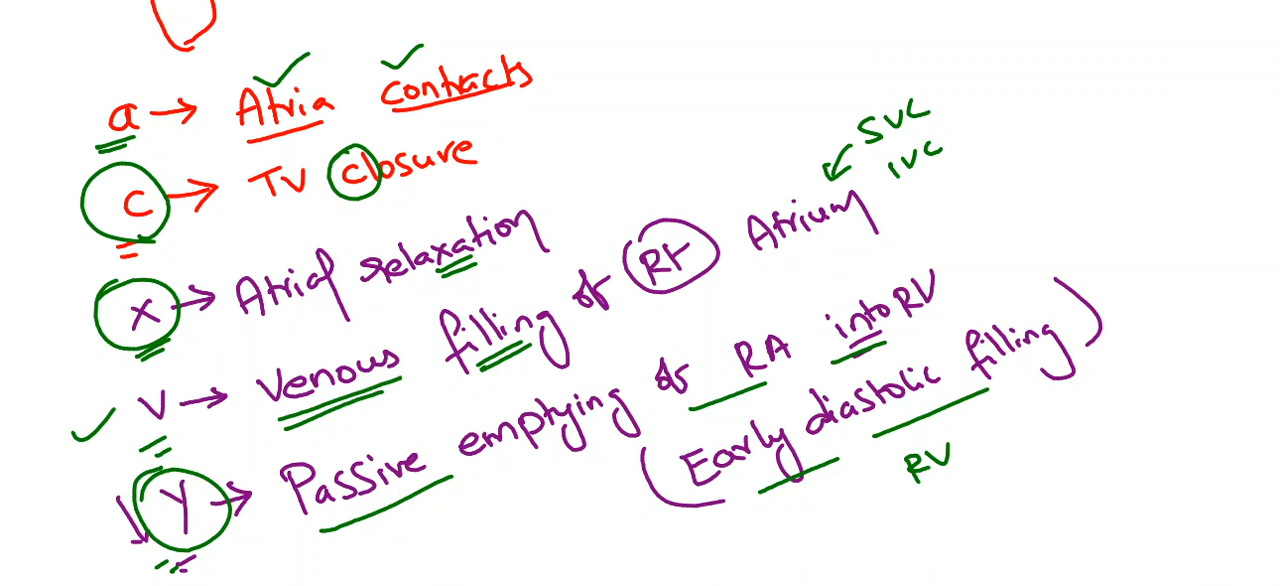 a → Atria contracts
C → TV closure
SVC
IVC
X → Atrial relaxation
V → Venous filling of Rt Atrium
Y → Passive emptying of RA into RV
(Early diastolic filling)
RV